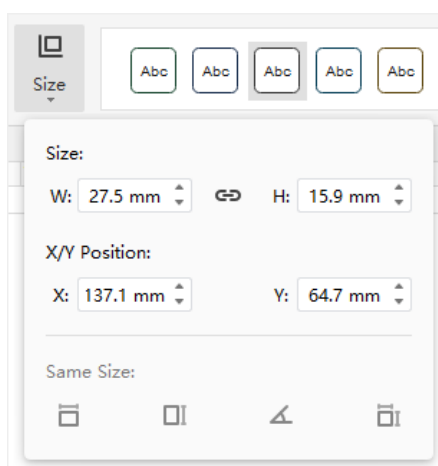 Size
Abc Abc Abc Abc Abc
Size:
W: 27.5 mm H: 15.9 mm
X/Y Position:
X: 137.1 mm Y: 64.7 mm
Same Size: